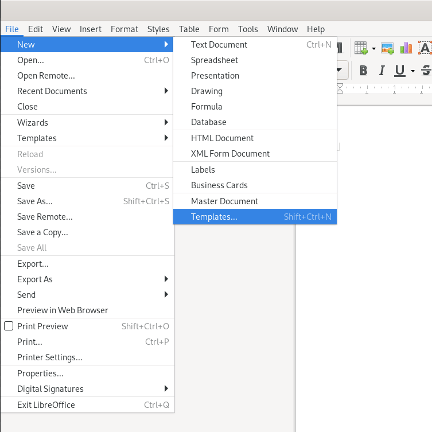 File Edit View Insert Format Styles Table Form Tools Window Help
New
Open... Ctrl+O
Open Remote...
Recent Documents
Close
Wizards
Templates
Reload
Versions...
Save Ctrl+S
Save As... Shift+Ctrl+S
Save Remote...
Save a Copy...
Save All
Export...
Export As
Send
Preview in Web Browser
Print Preview Shift+Ctrl+O
Print... Ctrl+P
Printer Settings...
Properties...
Digital Signatures
Exit LibreOffice Ctrl+Q
Text Document Ctrl+N
Spreadsheet
Presentation
Drawing
Formula
Database
HTML Document
XML Form Document
Labels
Business Cards
Master Document
Templates... Shift+Ctrl+N
B I U S